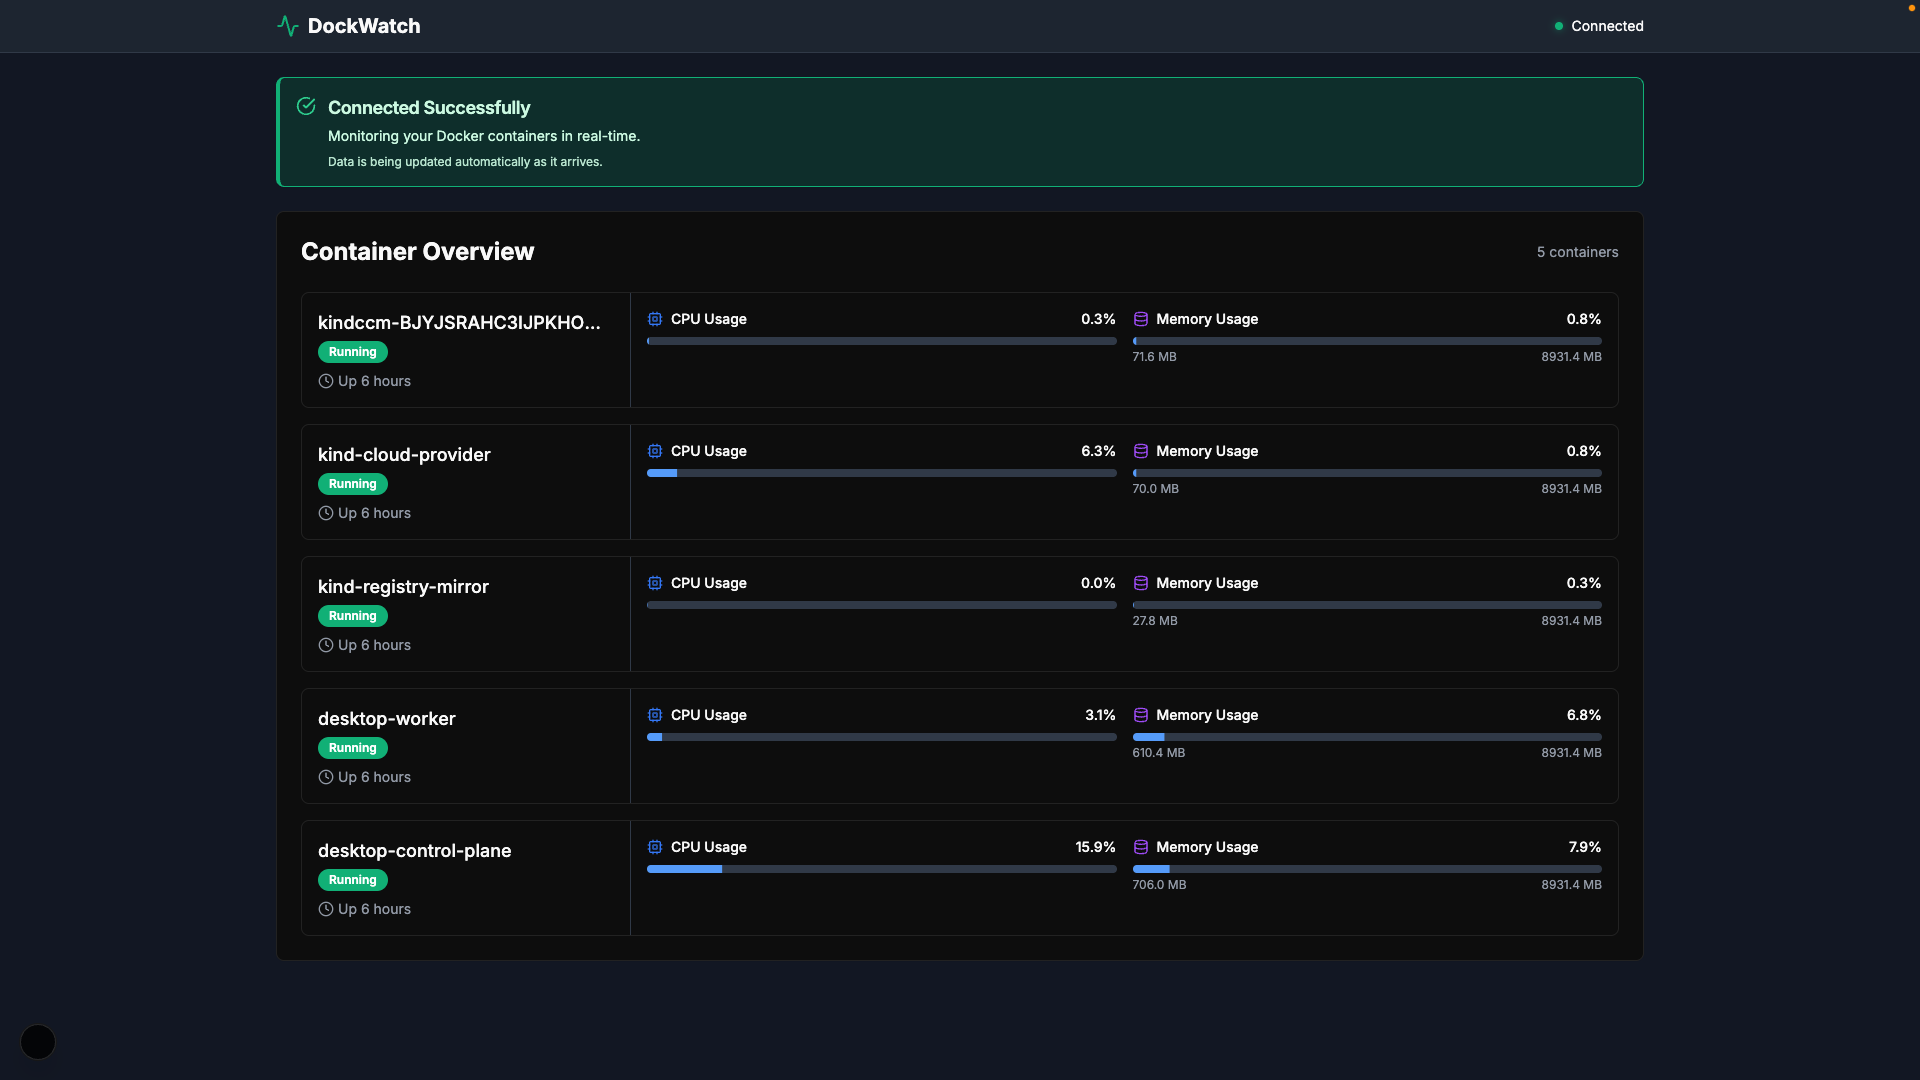 DockWatch
Connected
Connected Successfully
Monitoring your Docker containers in real-time.
Data is being updated automatically as it arrives.
Container Overview
5 containers
kindccm-BJYJSRAHC3IJPKHO...
Running
Up 6 hours
CPU Usage 0.3%
Memory Usage 0.8%
71.6 MB 8931.4 MB
kind-cloud-provider
Running
Up 6 hours
CPU Usage 6.3%
Memory Usage 0.8%
70.0 MB 8931.4 MB
kind-registry-mirror
Running
Up 6 hours
CPU Usage 0.0%
Memory Usage 0.3%
27.8 MB 8931.4 MB
desktop-worker
Running
Up 6 hours
CPU Usage 3.1%
Memory Usage 6.8%
610.4 MB 8931.4 MB
desktop-control-plane
Running
Up 6 hours
CPU Usage 15.9%
Memory Usage 7.9%
706.0 MB 8931.4 MB